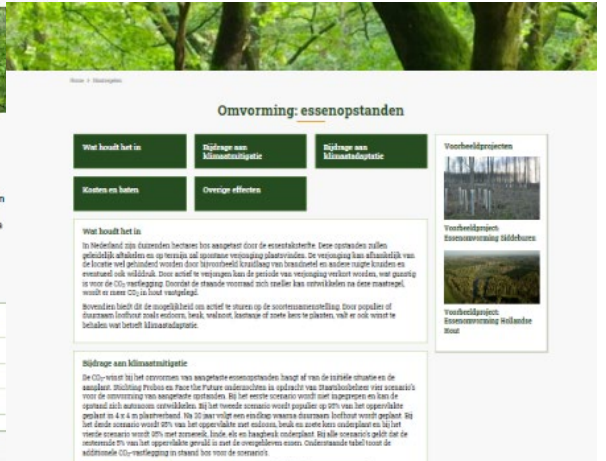 Home > Maatregelen
Omvorming: essenopstanden
Wat houdt het in
Bijdrage aan
klimaatmitigatie
Bijdrage aan
klimaatadaptatie
Kosten en baten
Overige effecten
Voorbeeldprojecten
Voorbeeldproject:
Essenomvorming Siddeburen
Voorbeeldproject:
Essenomvorming Hollandse
Hout
Wat houdt het in
In Nederland zijn duizenden hectares bos aangetast door de essentaksterfte. Deze opstanden zullen
geleidelijk aftakelen en op termijn zal spontane verjonging plaatsvinden. De verjonging kan afhankelijk van
de locatie wel gehinderd worden door bijvoorbeeld kruidlaag van brandnetel en andere ruigte kruiden en
eventueel ook wilddruk. Door actief te verjongen kan de periode van verjonging verkort worden, wat gunstig
is voor de CO₂ vastlegging. Doordat de staande voorraad zich sneller kan ontwikkelen na deze maatregel,
wordt er meer CO₂ in hout vastgelegd.
Bovendien biedt dit de mogelijkheid om actief te sturen op de soortensamenstelling. Door populier of
duurzaam loofhout zoals esdoorn, beuk, walnoot, kastanje of zoete kers te planten, valt er ook winst te
behalen wat betreft klimaatadaptatie.
Bijdrage aan klimaatmitigatie
De CO₂-winst bij het omvormen van aangetaste essenopstanden hangt af van de initiële situatie en de
aanplant. Stichting Probos en Face the Future onderzochten in opdracht van Staatsbosbeheer vier scenario's
voor de omvorming van aangetaste opstanden. Bij het eerste scenario wordt niet ingegrepen en kan de
opstand zich autonoom ontwikkelen. Bij het tweede scenario wordt populier op 95% van het oppervlakte
geplant in 4 x 4 m plantverband. Na 30 jaar volgt een eindkap waarna duurzaam loofhout wordt geplant. Bij
het derde scenario wordt 95% van het oppervlakte met esdoorn, beuk en zoete kers onderplant en bij het
vierde scenario wordt 95% met zomereik, linde, els en haagbeuk onderplant. Bij alle scenario's geldt dat de
resterende 5% van het oppervlakte gevuld is met de overgebleven essen. Onderstaande tabel toont de
additionele CO₂-vastlegging in staand bos voor de scenario's.